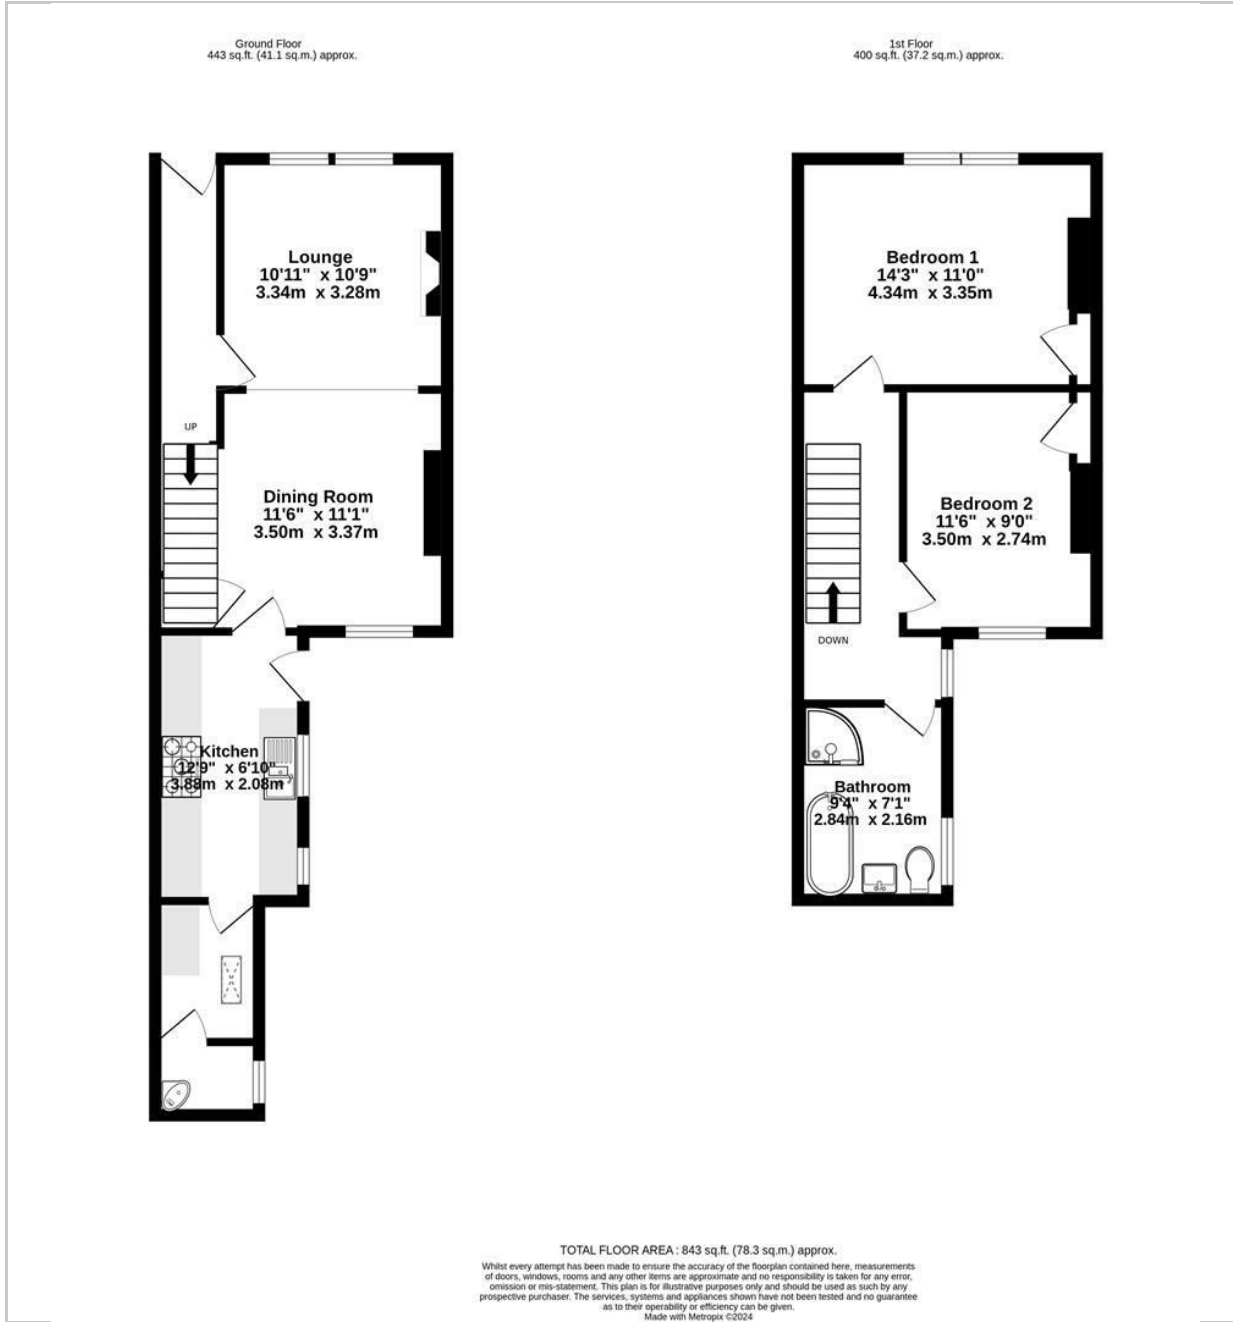 Ground Floor
443 sq.ft. (41.1 sq.m.) approx.
1st Floor
400 sq.ft. (37.2 sq.m.) approx.
Lounge
10'11" x 10'9"
3.34m x 3.28m
UP
Dining Room
11'6" x 11'1"
3.50m x 3.37m
Kitchen
12'9" x 6'10"
3.88m x 2.08m
Bedroom 1
14'3" x 11'0"
4.34m x 3.35m
Bedroom 2
11'6" x 9'0"
3.50m x 2.74m
DOWN
Bathroom
9'4" x 7'1"
2.84m x 2.16m
TOTAL FLOOR AREA : 843 sq.ft. (78.3 sq.m.) approx.
Whilst every attempt has been made to ensure the accuracy of the floorplan contained here, measurements
of doors, windows, rooms and any other items are approximate and no responsibility is taken for any error,
omission or mis-statement. This plan is for illustrative purposes only and should be used as such by any
prospective purchaser. The services, systems and appliances shown have not been tested and no guarantee
as to their operability or efficiency can be given.
Made with Metropix ©2024